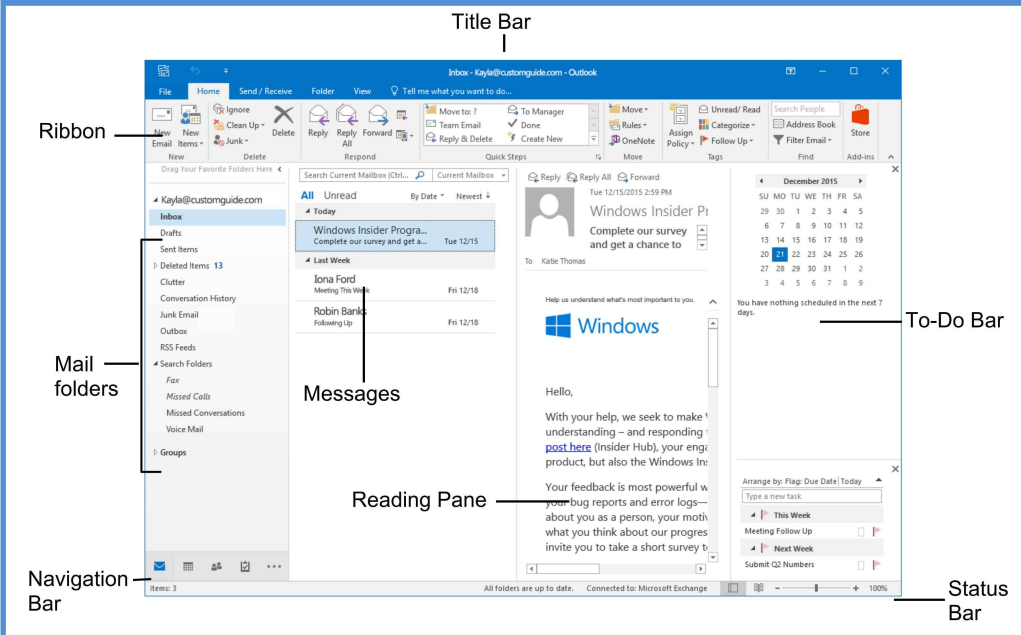 Title Bar
Inbox - Kayla@customguide.com - Outlook
File Home Send / Receive Folder View Tell me what you want to do...
Ribbon
New Email
New Items
New
Ignore
Clean Up
Junk
Delete
Delete
Reply
Reply All
Forward
Respond
Move to: ?
Team Email
Reply & Delete
To Manager
Done
Create New
Quick Steps
Move
Rules
OneNote
Move
Assign Policy
Unread/ Read
Categorize
Follow Up
Tags
Search People
Address Book
Filter Email
Find
Store
Add-ins
Drag Your Favorite Folders Here
Kayla@customguide.com
Inbox
Drafts
Sent Items
Deleted Items 13
Clutter
Conversation History
Junk Email
Outbox
RSS Feeds
Search Folders
Fax
Missed Calls
Missed Conversations
Voice Mail
Groups
Mail folders
Search Current Mailbox (Ctrl... Current Mailbox
All Unread By Date Newest ↓
Today
Windows Insider Progra...
Complete our survey and get a... Tue 12/15
Last Week
Iona Ford
Meeting This Week Fri 12/18
Robin Banks
Following Up Fri 12/18
Messages
Reply Reply All Forward
Tue 12/15/2015 2:59 PM
Windows Insider Pr
Complete our survey
and get a chance to
To Katie Thomas
Help us understand what's most important to you.
Windows
Hello,
With your help, we seek to make
understanding – and responding
post here (Insider Hub), your enga
product, but also the Windows Ins
Your feedback is most powerful w
your bug reports and error logs—
about you as a person, your motiv
what you think about our progres
invite you to take a short survey t
Reading Pane
December 2015
SU MO TU WE TH FR SA
29 30 1 2 3 4 5
6 7 8 9 10 11 12
13 14 15 16 17 18 19
20 21 22 23 24 25 26
27 28 29 30 31 1 2
3 4 5 6 7 8 9
You have nothing scheduled in the next 7
days.
To-Do Bar
Arrange by: Flag: Due Date Today
Type a new task
This Week
Meeting Follow Up
Next Week
Submit Q2 Numbers
Navigation Bar
Items: 3
All folders are up to date. Connected to: Microsoft Exchange
100%
Status Bar